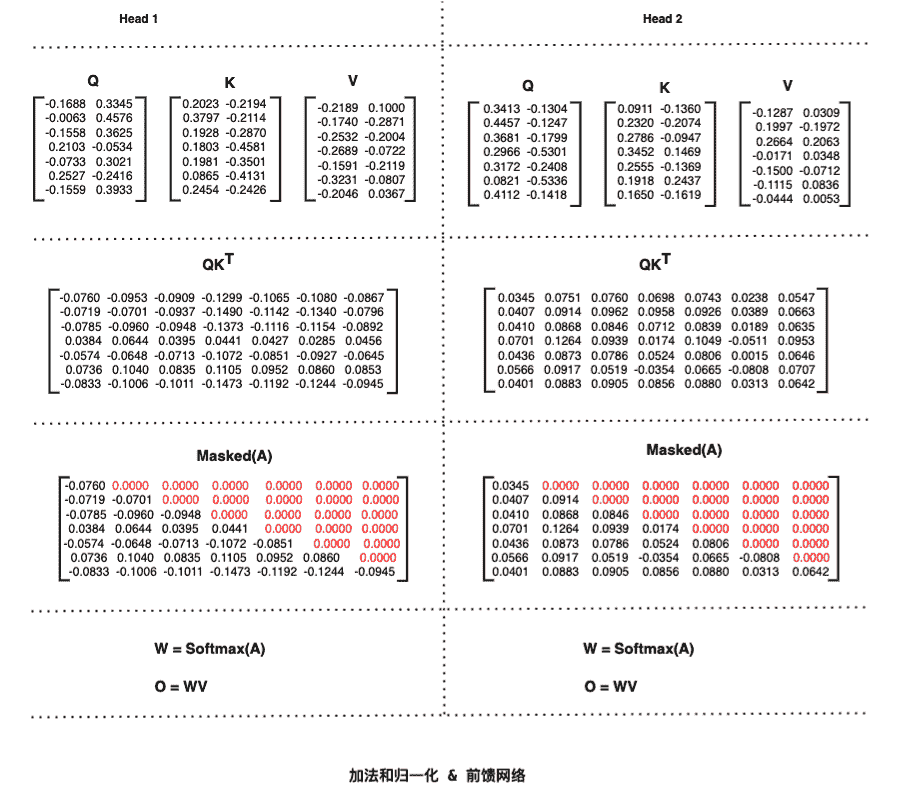 Head 1
Head 2
Q
K
V
-0.1688 0.3345
-0.0063 0.4576
-0.1558 0.3625
0.2103 -0.0534
-0.0733 0.3021
0.2527 -0.2416
-0.1559 0.3933
0.2023 -0.2194
0.3797 -0.2114
0.1928 -0.2870
0.1803 -0.4581
0.1981 -0.3501
0.0865 -0.4131
0.2454 -0.2426
-0.2189 0.1000
-0.1740 -0.2871
-0.2532 -0.2004
-0.2689 -0.0722
-0.1591 -0.2119
-0.3231 -0.0807
-0.2046 0.0367
Q
K
V
0.3413 -0.1304
0.4457 -0.1247
0.3681 -0.1799
0.2966 -0.5301
0.3172 -0.2408
0.0821 -0.5336
0.4112 -0.1418
0.0911 -0.1360
0.2320 -0.2074
0.2786 -0.0947
0.3452 0.1469
0.2555 -0.1369
0.1918 0.2437
0.1650 -0.1619
-0.1287 0.0309
0.1997 -0.1972
0.2664 0.2063
-0.0171 0.0348
-0.1500 -0.0712
-0.1115 0.0836
-0.0444 0.0053
QK^T
-0.0760 -0.0953 -0.0909 -0.1299 -0.1065 -0.1080 -0.0867
-0.0719 -0.0701 -0.0937 -0.1490 -0.1142 -0.1340 -0.0796
-0.0785 -0.0960 -0.0948 -0.1373 -0.1116 -0.1154 -0.0892
0.0384 0.0644 0.0395 0.0441 0.0427 0.0285 0.0456
-0.0574 -0.0648 -0.0713 -0.1072 -0.0851 -0.0927 -0.0645
0.0736 0.1040 0.0835 0.1105 0.0952 0.0860 0.0853
-0.0833 -0.1006 -0.1011 -0.1473 -0.1192 -0.1244 -0.0945
QK^T
0.0345 0.0751 0.0760 0.0698 0.0743 0.0238 0.0547
0.0407 0.0914 0.0962 0.0958 0.0926 0.0389 0.0663
0.0410 0.0868 0.0846 0.0712 0.0839 0.0189 0.0635
0.0701 0.1264 0.0939 0.0174 0.1049 -0.0511 0.0953
0.0436 0.0873 0.0786 0.0524 0.0806 0.0015 0.0646
0.0566 0.0917 0.0519 -0.0354 0.0665 -0.0808 0.0707
0.0401 0.0883 0.0905 0.0856 0.0880 0.0313 0.0642
Masked(A)
-0.0760 0.0000 0.0000 0.0000 0.0000 0.0000 0.0000
-0.0719 -0.0701 0.0000 0.0000 0.0000 0.0000 0.0000
-0.0785 -0.0960 -0.0948 0.0000 0.0000 0.0000 0.0000
0.0384 0.0644 0.0395 0.0441 0.0000 0.0000 0.0000
-0.0574 -0.0648 -0.0713 -0.1072 -0.0851 0.0000 0.0000
0.0736 0.1040 0.0835 0.1105 0.0952 0.0860 0.0000
-0.0833 -0.1006 -0.1011 -0.1473 -0.1192 -0.1244 -0.0945
Masked(A)
0.0345 0.0000 0.0000 0.0000 0.0000 0.0000 0.0000
0.0407 0.0914 0.0000 0.0000 0.0000 0.0000 0.0000
0.0410 0.0868 0.0846 0.0000 0.0000 0.0000 0.0000
0.0701 0.1264 0.0939 0.0174 0.0000 0.0000 0.0000
0.0436 0.0873 0.0786 0.0524 0.0806 0.0000 0.0000
0.0566 0.0917 0.0519 -0.0354 0.0665 -0.0808 0.0000
0.0401 0.0883 0.0905 0.0856 0.0880 0.0313 0.0642
W = Softmax(A)
O = WV
W = Softmax(A)
O = WV
加法和归一化 & 前馈网络